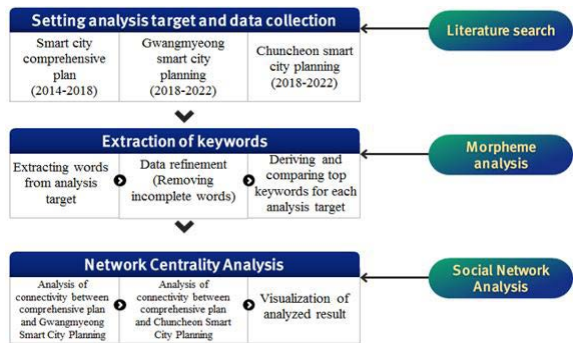 Setting analysis target and data collection
Literature search
Smart city
comprehensive
plan
(2014-2018)
Gwangmyeong
smart city
planning
(2018-2022)
Chuncheon smart
city planning
(2018-2022)
Extraction of keywords
Morpheme
analysis
Extracting words
from analysis
target
Data refinement
(Removing
incomplete words)
Deriving and
comparing top
keywords for each
analysis target
Network Centrality Analysis
Social Network
Analysis
Analysis of
connectivity between
comprehensive plan
and Gwangmyeong
Smart City Planning
Analysis of
connectivity between
comprehensive plan
and Chuncheon Smart
City Planning
Visualization of
analyzed result